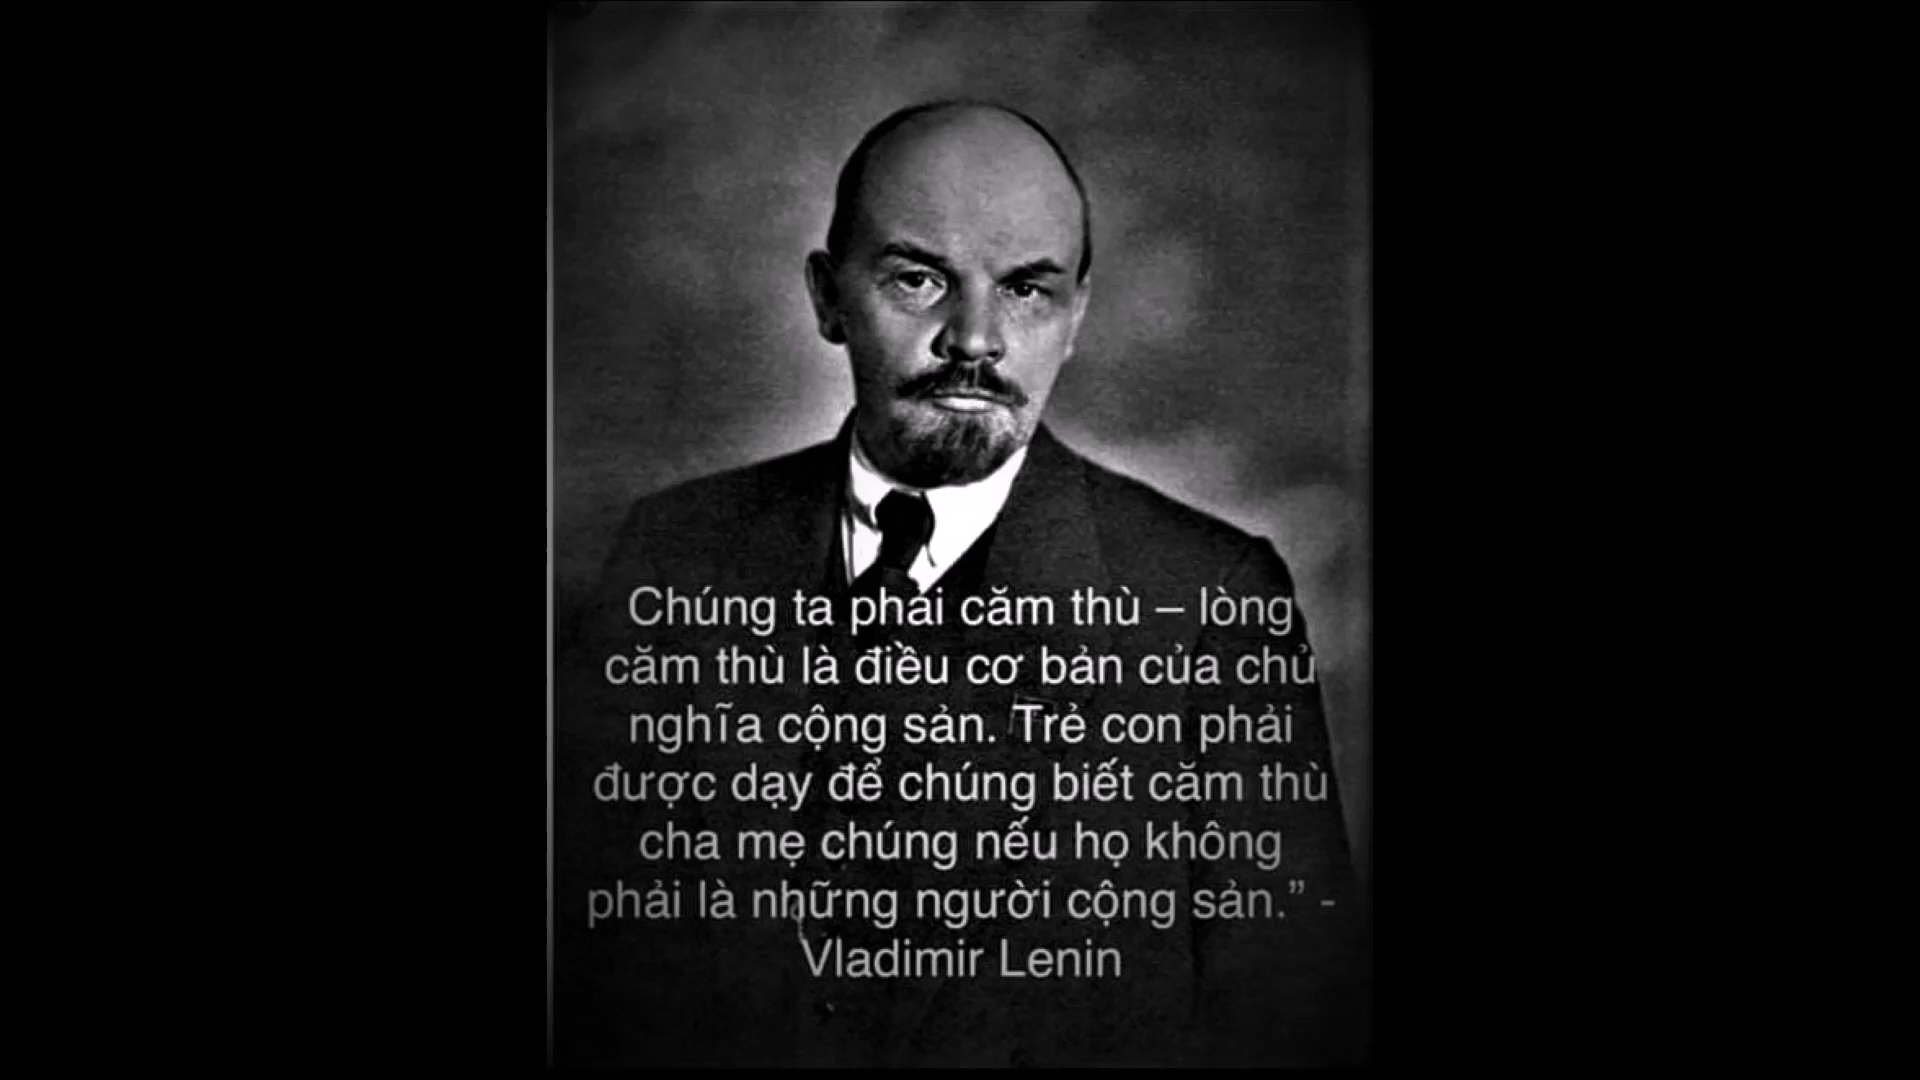 Chúng ta phải căm thù – lòng
căm thù là điều cơ bản của chủ
nghĩa cộng sản. Trẻ con phải
được dạy để chúng biết căm thù
cha mẹ chúng nếu họ không
phải là những người cộng sản.” -
Vladimir Lenin